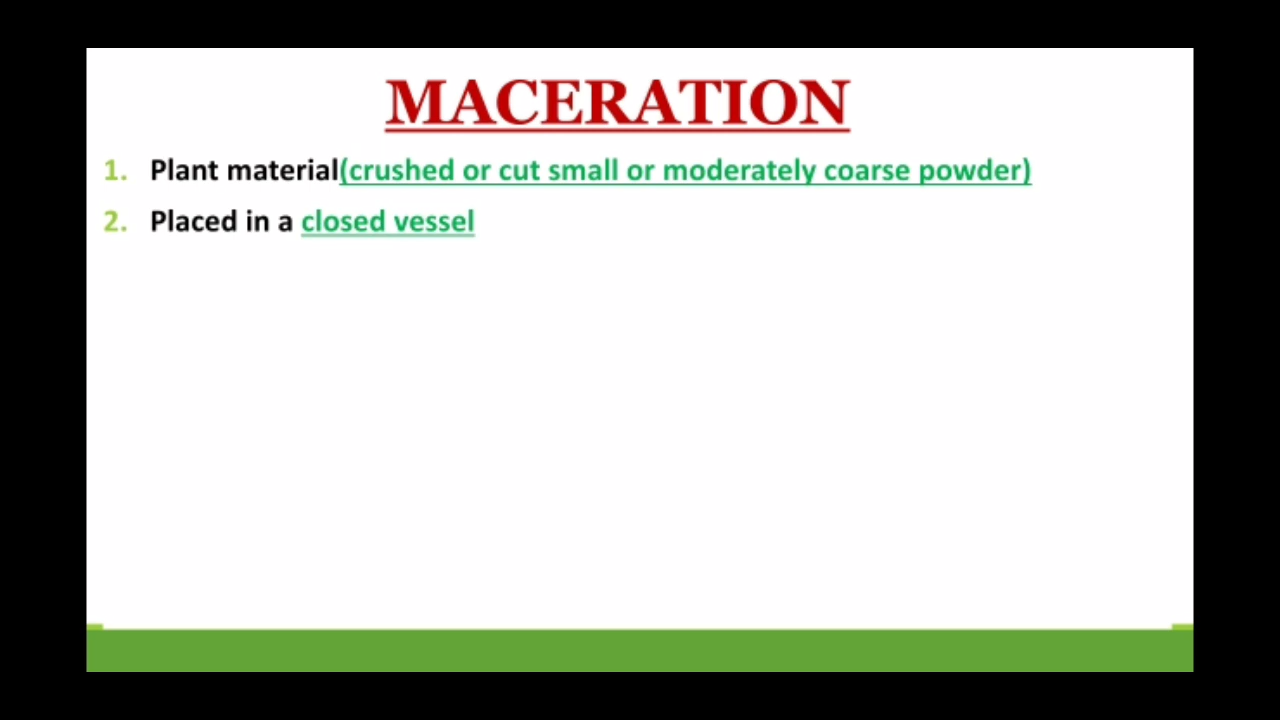 MACERATION
1. Plant material(crushed or cut small or moderately coarse powder)
2. Placed in a closed vessel